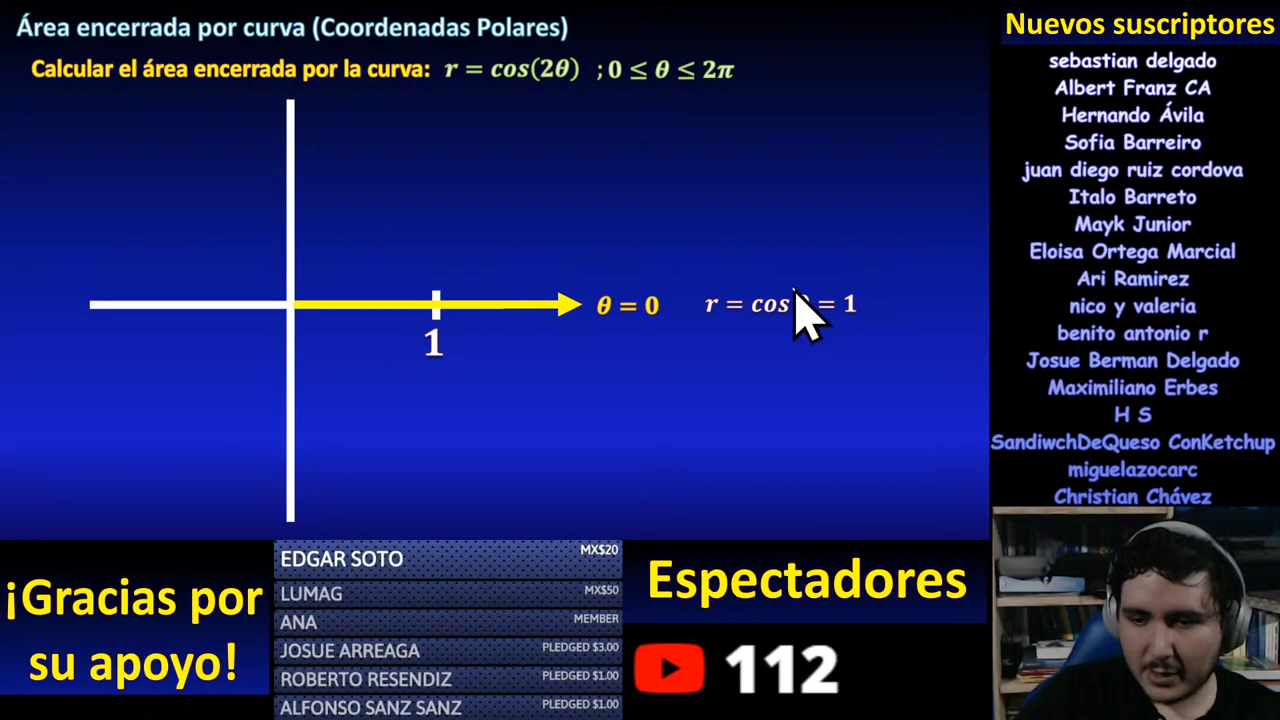 Área encerrada por curva (Coordenadas Polares)
Calcular el área encerrada por la curva: r = cos(2θ) ; 0 ≤ θ ≤ 2π
θ = 0 r = cos = 1
1
Nuevos suscriptores
sebastian delgado
Albert Franz CA
Hernando Ávila
Sofia Barreiro
juan diego ruiz cordova
Italo Barreto
Mayk Junior
Eloisa Ortega Marcial
Ari Ramirez
nico y valeria
benito antonio r
Josue Berman Delgado
Maximiliano Erbes
H S
SandiwchDeQueso ConKetchup
miguelazocarc
Christian Chávez
¡Gracias por
su apoyo!
EDGAR SOTO MX$20
LUMAG MX$50
ANA MEMBER
JOSUE ARREAGA PLEDGED $3.00
ROBERTO RESENDIZ PLEDGED $1.00
ALFONSO SANZ SANZ PLEDGED $1.00
Espectadores
112